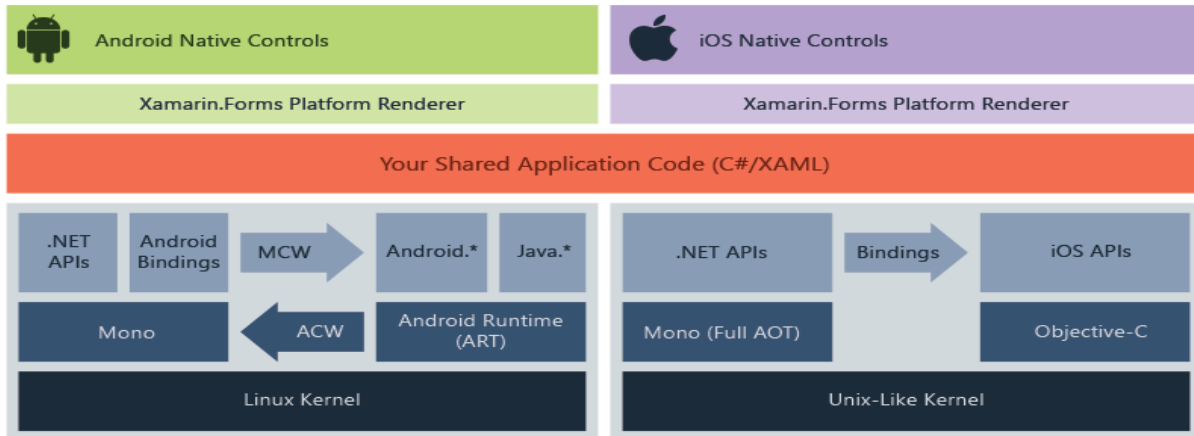 Android Native Controls
iOS Native Controls
Xamarin.Forms Platform Renderer
Xamarin.Forms Platform Renderer
Your Shared Application Code (C#/XAML)
.NET
APIs
Android
Bindings
MCW
Android.*
Java.*
Mono
ACW
Android Runtime
(ART)
Linux Kernel
.NET APIs
Bindings
iOS APIs
Mono (Full AOT)
Objective-C
Unix-Like Kernel